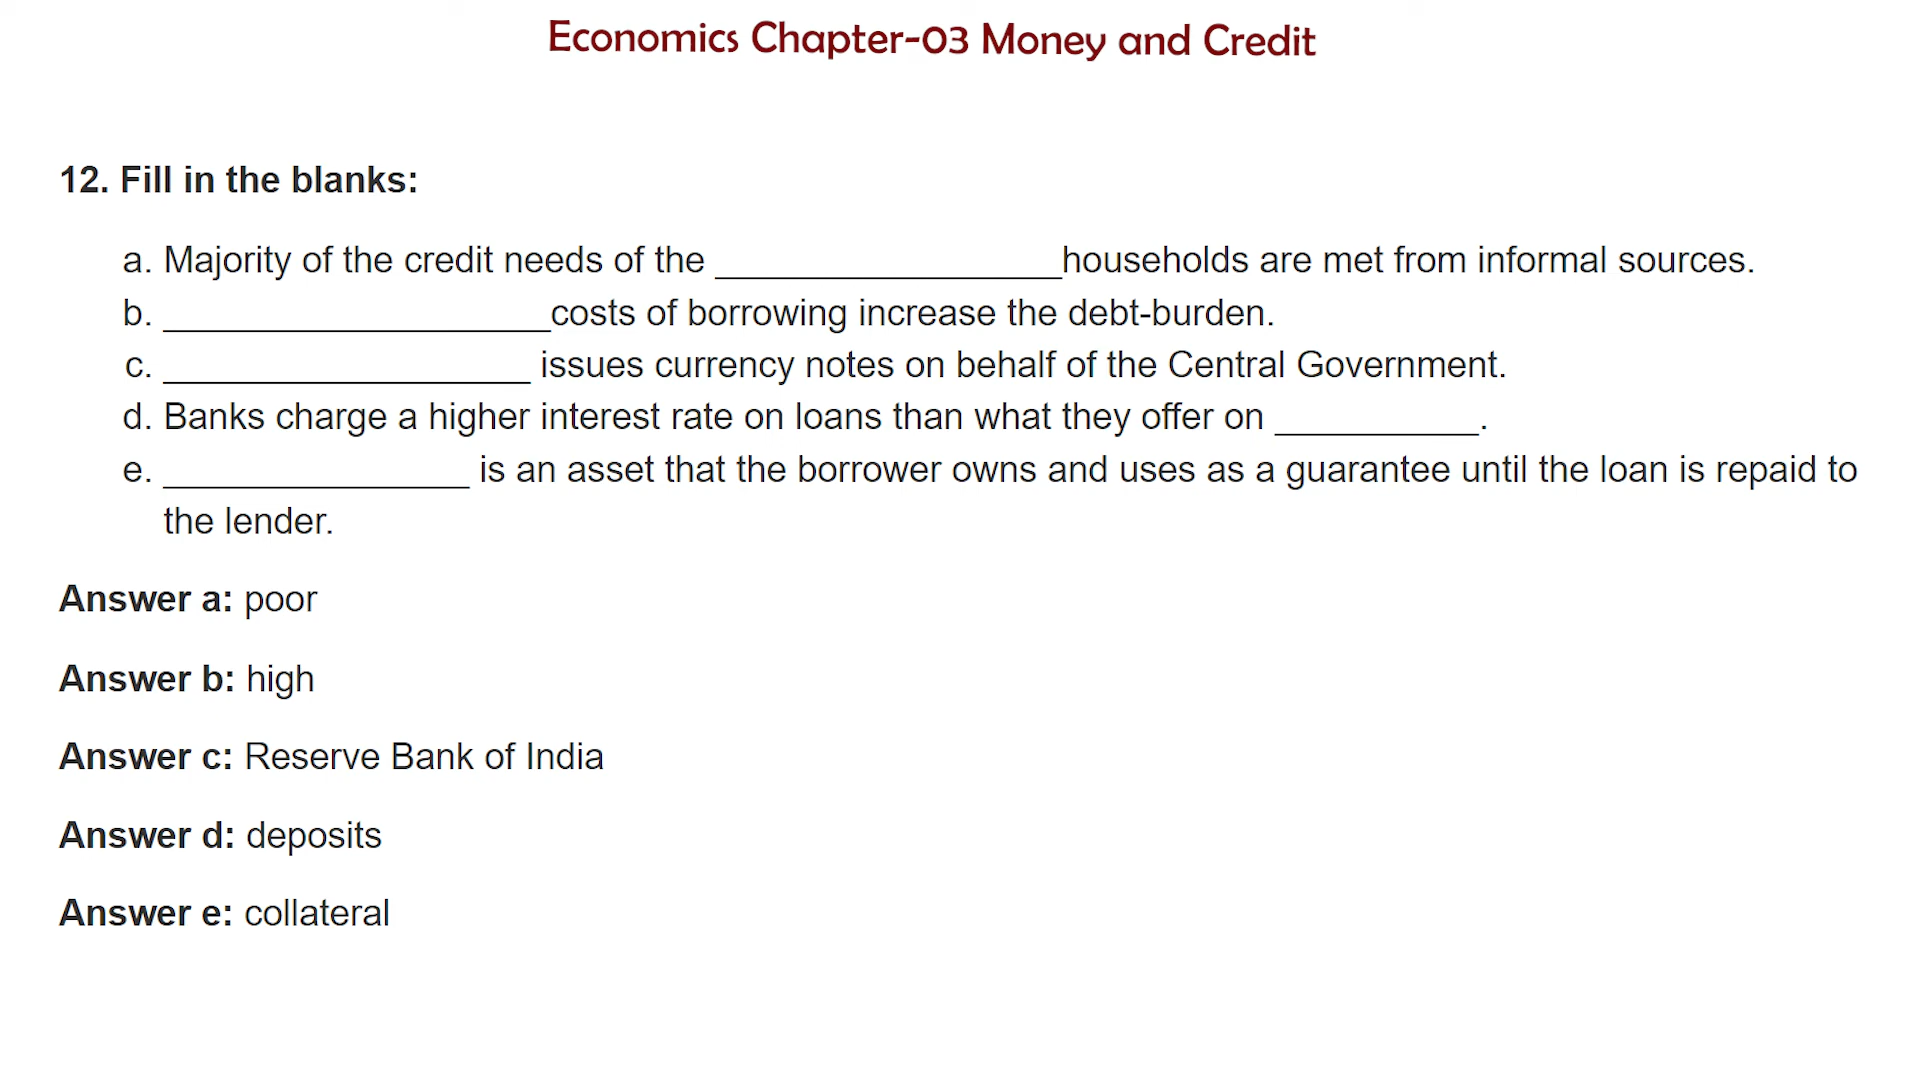 Economics Chapter-03 Money and Credit
12. Fill in the blanks:
a. Majority of the credit needs of the _________________households are met from informal sources.
b. ___________________costs of borrowing increase the debt-burden.
c. __________________ issues currency notes on behalf of the Central Government.
d. Banks charge a higher interest rate on loans than what they offer on __________.
e. _______________ is an asset that the borrower owns and uses as a guarantee until the loan is repaid to
the lender.
Answer a: poor
Answer b: high
Answer c: Reserve Bank of India
Answer d: deposits
Answer e: collateral